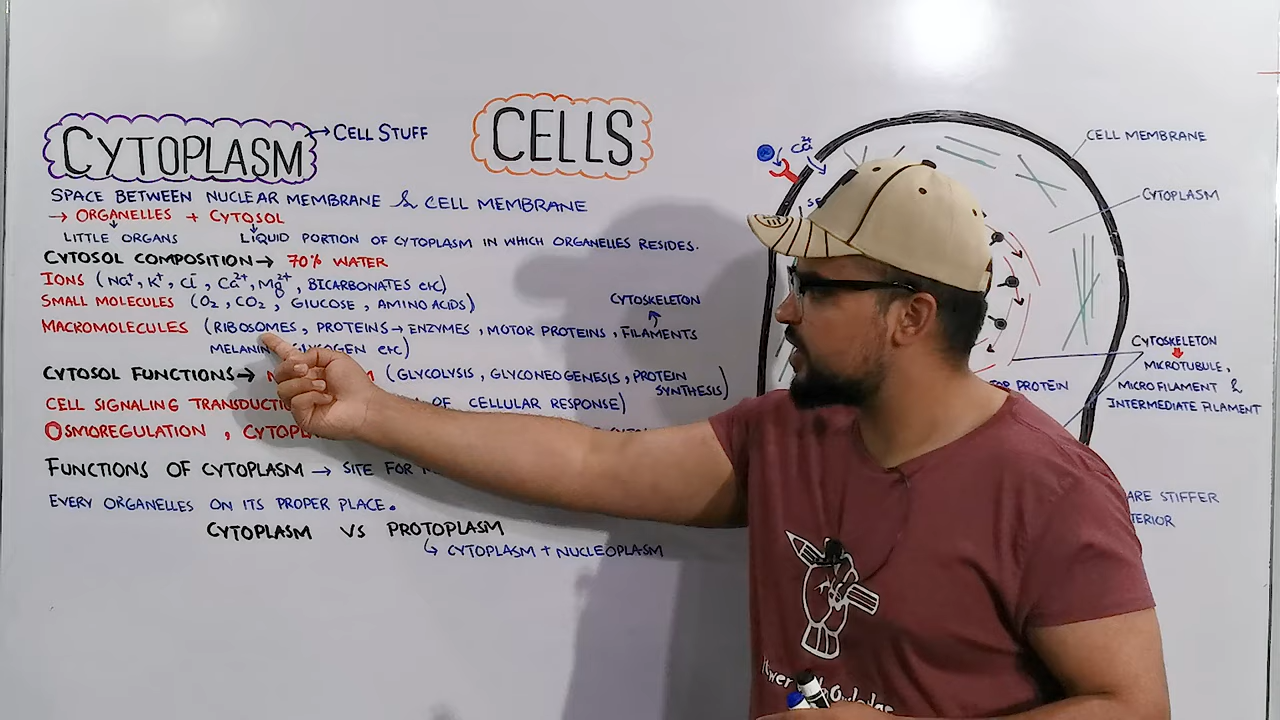 CELLS
CYTOPLASM → CELL STUFF
SPACE BETWEEN NUCLEAR MEMBRANE & CELL MEMBRANE
→ ORGANELLES + CYTOSOL
LITTLE ORGANS LIQUID PORTION OF CYTOPLASM IN WHICH ORGANELLES RESIDES.
CYTOSOL COMPOSITION → 70% WATER
IONS (Na⁺, K⁺, Cl⁻, Ca²⁺, Mg²⁺, BICARBONATES etc)
SMALL MOLECULES (O₂, CO₂, GLUCOSE, AMINO ACIDS)
CYTOSKELETON
MACROMOLECULES (RIBOSOMES, PROTEINS → ENZYMES, MOTOR PROTEINS, FILAMENTS
MELANIN etc)
CYTOSOL FUNCTIONS → (GLYCOLYSIS, GLYCONEOGENESIS, PROTEIN
SYNTHESIS)
CELL SIGNALING OF CELLULAR RESPONSE)
OSMOREGULATION,
FUNCTIONS OF CYTOPLASM → SITE FOR
EVERY ORGANELLES ON ITS PROPER PLACE.
CYTOPLASM VS PROTOPLASM
CYTOPLASM + NUCLEOPLASM
Ca²⁺
CELL MEMBRANE
CYTOPLASM
CYTOSKELETON
MICROTUBULE,
MICROFILAMENT &
INTERMEDIATE FILAMENT
PROTEIN
ARE STIFFER